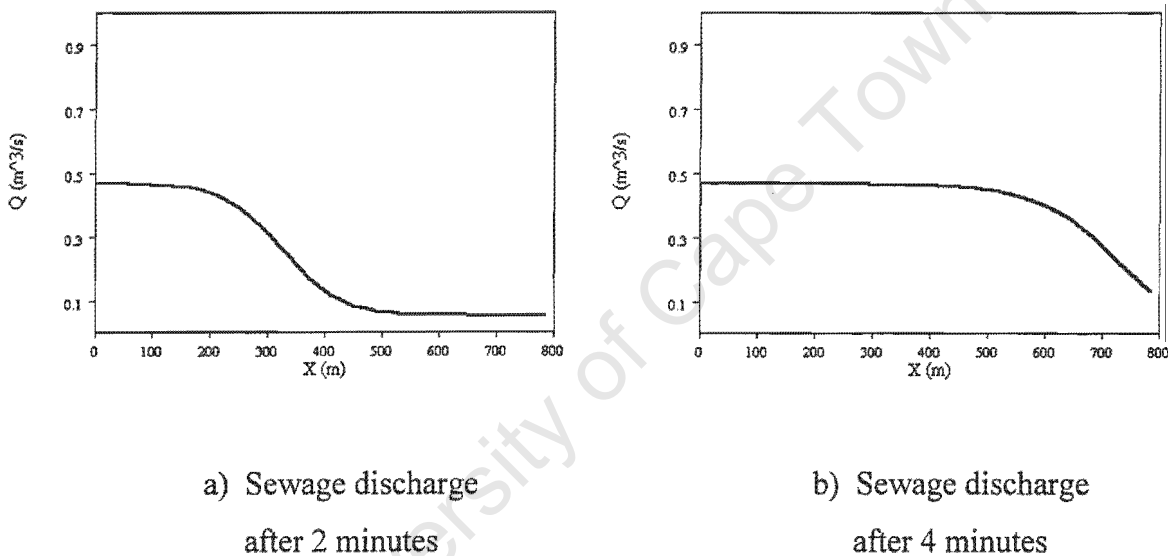 0.9
0.7
0.5
0.3
0.1
Q (m^3/s)
0 100 200 300 400 500 600 700 800
X (m)
0.9
0.7
0.5
0.3
0.1
Q (m^3/s)
0 100 200 300 400 500 600 700 800
X (m)
a) Sewage discharge
after 2 minutes
b) Sewage discharge
after 4 minutes
ersity of Cape Town